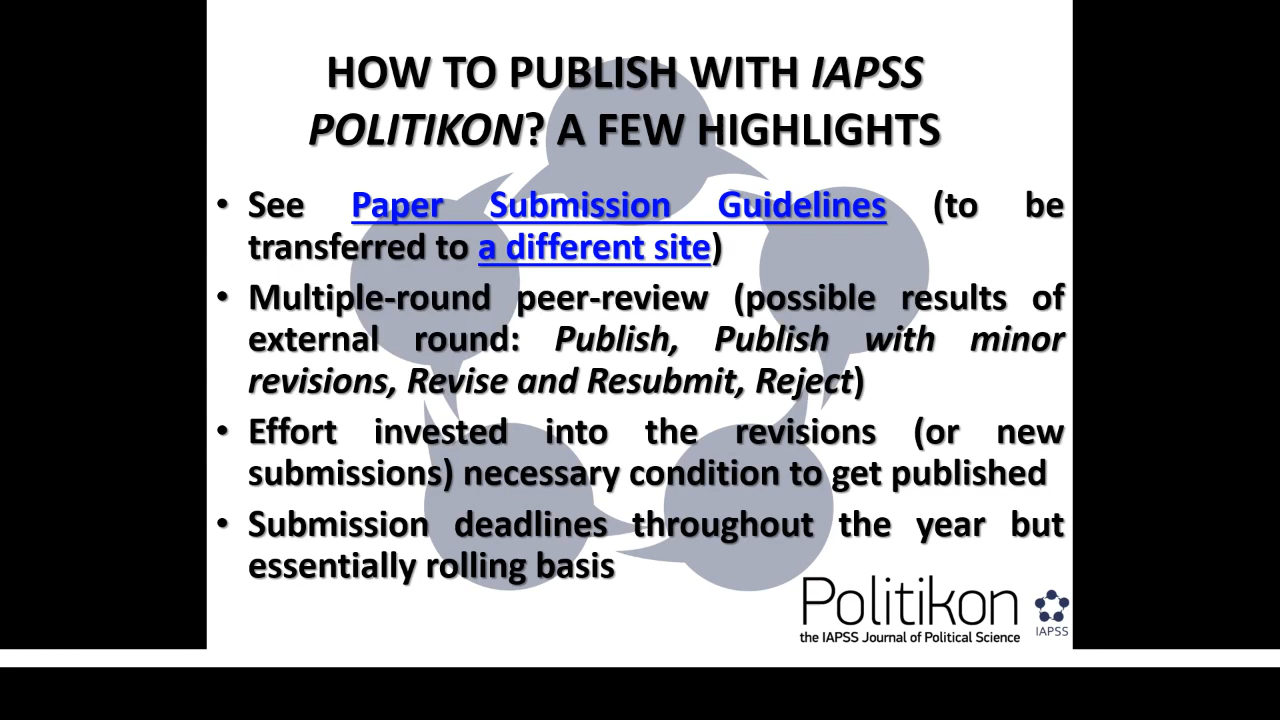 HOW TO PUBLISH WITH IAPSS
POLITIKON? A FEW HIGHLIGHTS
• See Paper Submission Guidelines (to be
transferred to a different site)
• Multiple-round peer-review (possible results of
external round: Publish, Publish with minor
revisions, Revise and Resubmit, Reject)
• Effort invested into the revisions (or new
submissions) necessary condition to get published
• Submission deadlines throughout the year but
essentially rolling basis
Politikon
the IAPSS Journal of Political Science
IAPSS